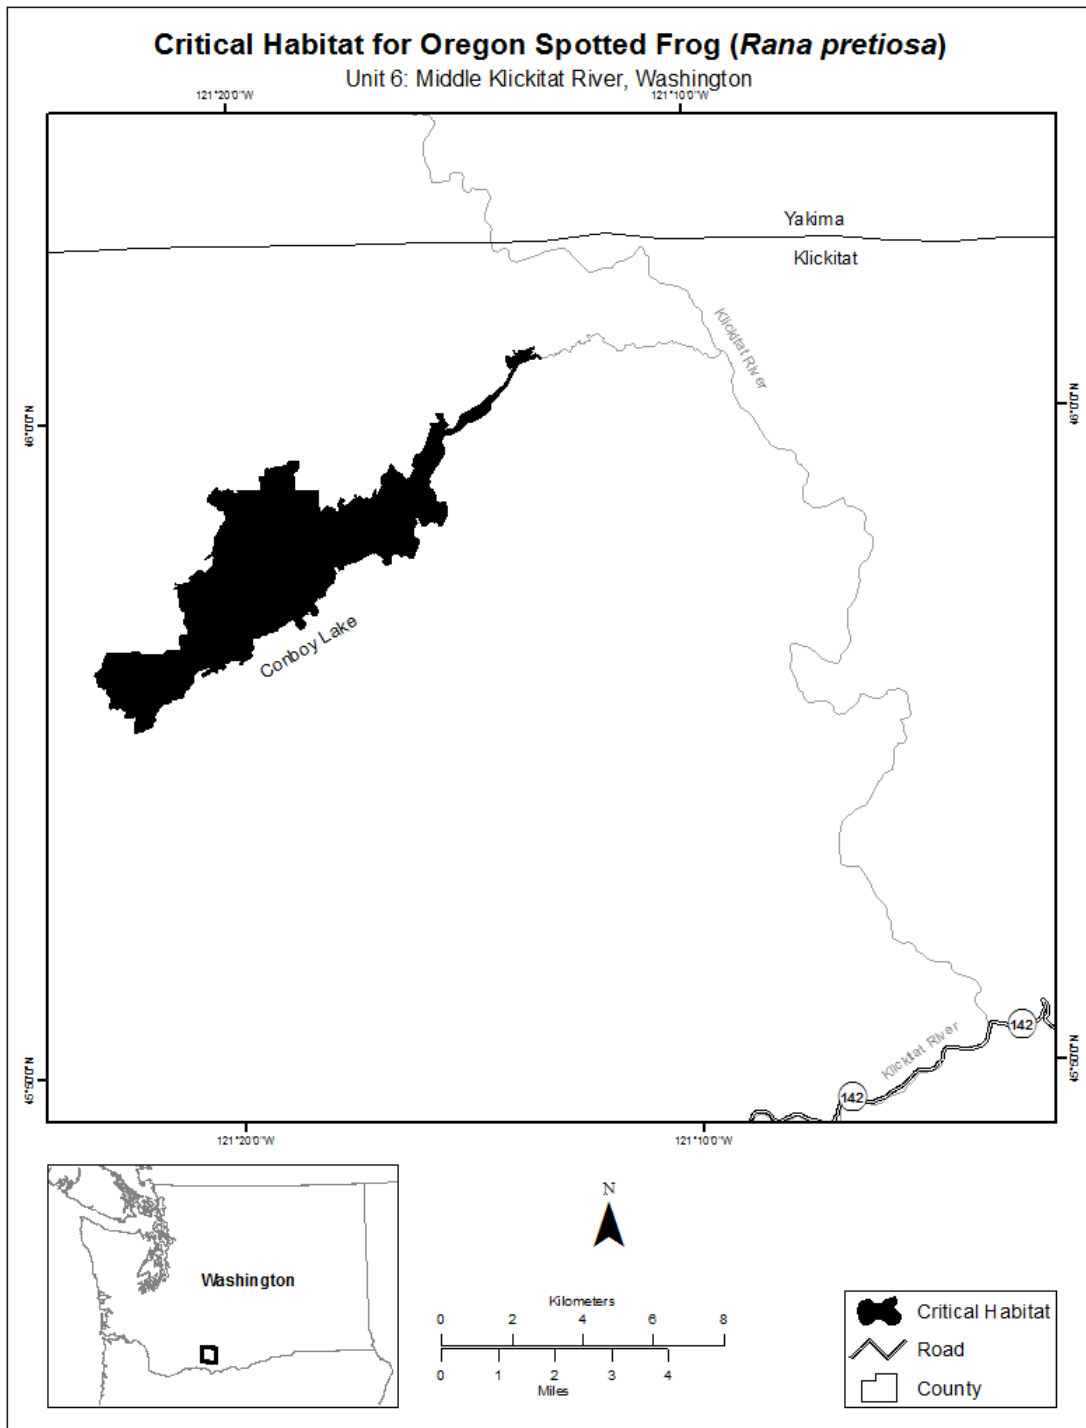 Critical Habitat for Oregon Spotted Frog (Rana pretiosa)
Unit 6: Middle Klickitat River, Washington
121°20'0"W
121°10'0"W
Yakima
Klickitat
Klickitat River
46°0'0"N
46°0'0"N
Conboy Lake
Klickitat River
142
142
45°50'0"N
45°50'0"N
121°20'0"W
121°10'0"W
Washington
N
Kilometers
0 2 4 6 8
0 1 2 3 4
Miles
Critical Habitat
Road
County